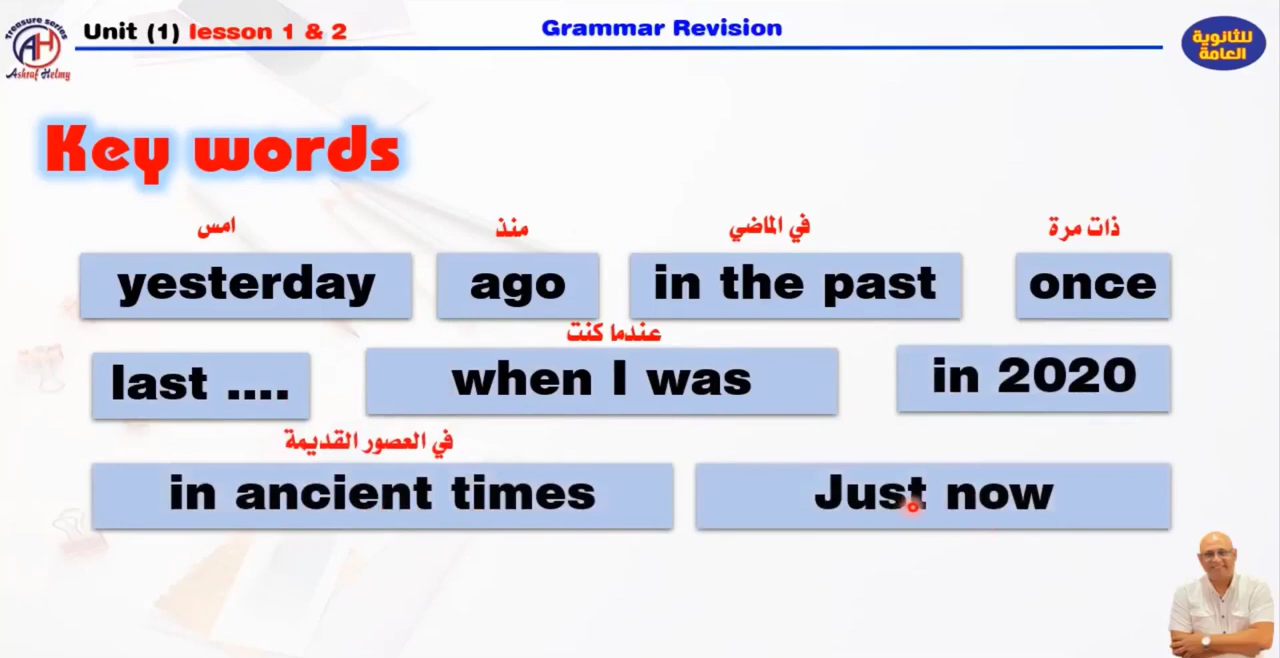 Treasure series
AH
Ashraf Helmy
Unit (1) lesson 1 & 2
Grammar Revision
للثانوية
العامة
Key words
امس
منذ
في الماضي
ذات مرة
yesterday
ago
in the past
once
عندما كنت
last ....
when I was
in 2020
في العصور القديمة
in ancient times
Just now